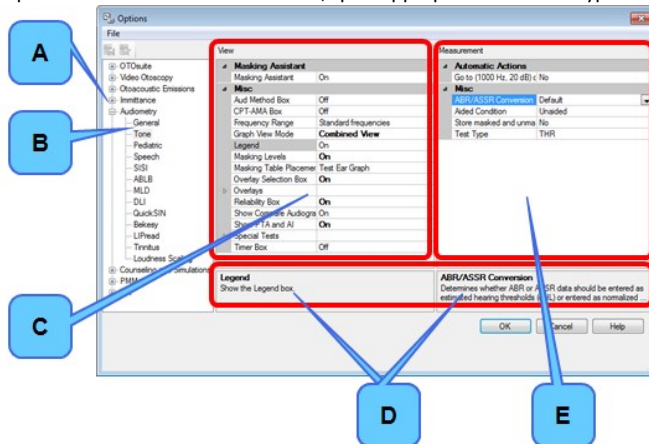 Options
File
A
B
C
D
E
OTOsuite
Video Otoscopy
Otoacoustic Emissions
Immittance
Audiometry
General
Tone
Pediatric
Speech
SISI
ABLB
MLD
DLI
QuickSIN
Bekesy
LIPread
Tinnitus
Loudness Scaling
Counseling and Simulations
PMM
View
Masking Assistant
Masking Assistant On
Misc
Aud Method Box Off
CPT-AMA Box Off
Frequency Range Standard frequencies
Graph View Mode Combined View
Legend On
Masking Levels On
Masking Table Placemer Test Ear Graph
Overlay Selection Box On
Overlays
Reliability Box On
Show Compare Audiogra On
Show PTA and AI On
Special Tests
Timer Box Off
Measurement
Automatic Actions
Go to (1000 Hz, 20 dB) c No
Misc
ABR/ASSR Conversion Default
Aided Condition Unaided
Store masked and unma No
Test Type THR
Legend
Show the Legend box
ABR/ASSR Conversion
Determines whether ABR or ASSR data should be entered as
estimated hearing thresholds (eHL) or entered as normalized ...
OK Cancel Help